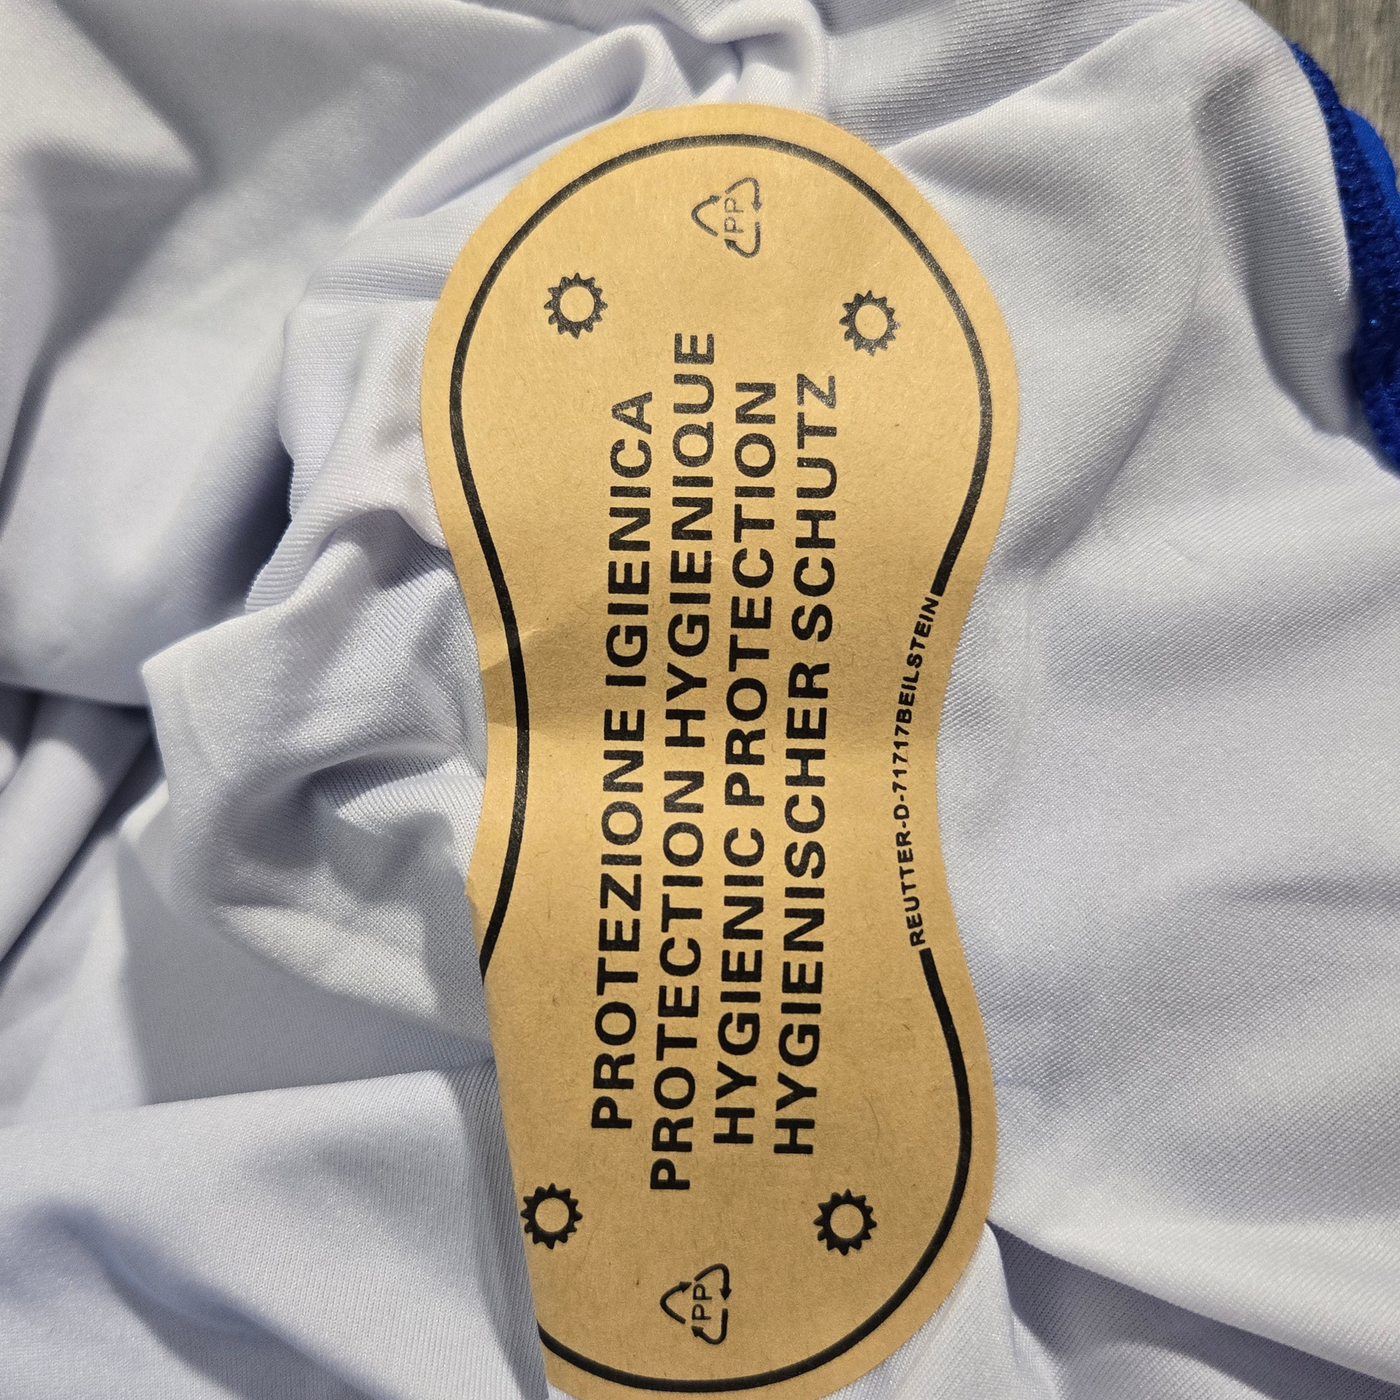 PP
PROTEZIONE IGIENICA
PROTECTION HYGIENIQUE
HYGIENIC PROTECTION
HYGIENISCHER SCHUTZ
REUTTER-D-71717BEILSTEIN
PP